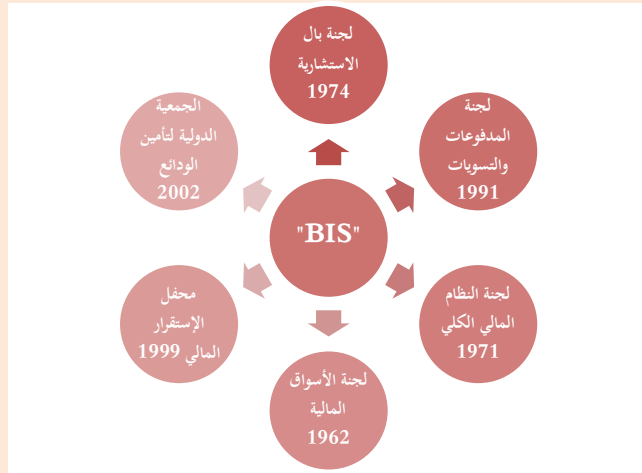 لجنة بال
الاستشارية
1974
لجنة
المدفوعات
والتسويات
1991
لجنة النظام
المالي الكلي
1971
لجنة الأسواق
المالية
1962
محفل
الإستقرار
المالي 1999
الجمعية
الدولية لتأمين
الودائع
2002
"BIS"